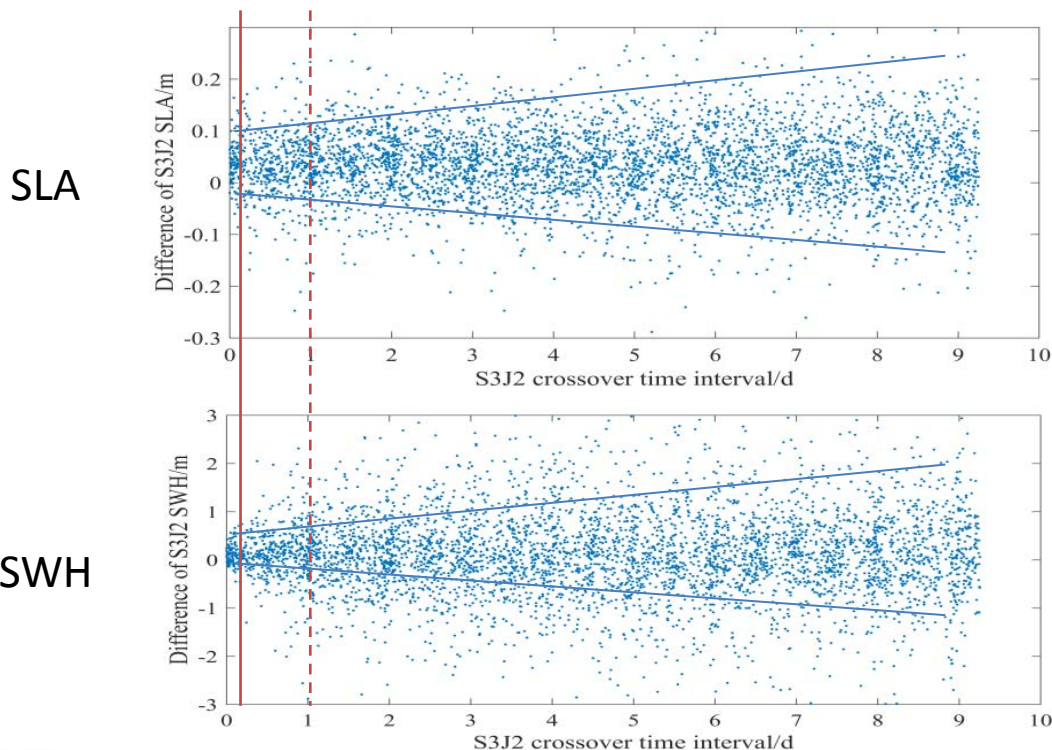 SLA
Difference of S3J2 SLA/m
0.2
0.1
0
-0.1
-0.2
-0.3
0 1 2 3 4 5 6 7 8 9 10
S3J2 crossover time interval/d
SWH
Difference of S3J2 SWH/m
3
2
1
0
-1
-2
-3
0 1 2 3 4 5 6 7 8 9 10
S3J2 crossover time interval/d